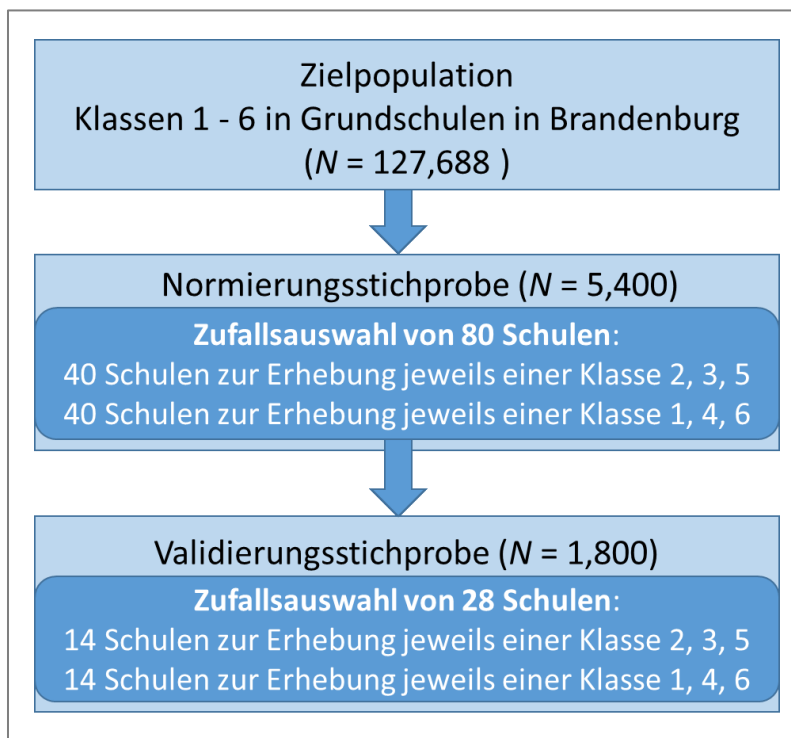 Zielpopulation
Klassen 1 - 6 in Grundschulen in Brandenburg
(N = 127,688 )
Normierungsstichprobe (N = 5,400)
Zufallsauswahl von 80 Schulen:
40 Schulen zur Erhebung jeweils einer Klasse 2, 3, 5
40 Schulen zur Erhebung jeweils einer Klasse 1, 4, 6
Validierungsstichprobe (N = 1,800)
Zufallsauswahl von 28 Schulen:
14 Schulen zur Erhebung jeweils einer Klasse 2, 3, 5
14 Schulen zur Erhebung jeweils einer Klasse 1, 4, 6